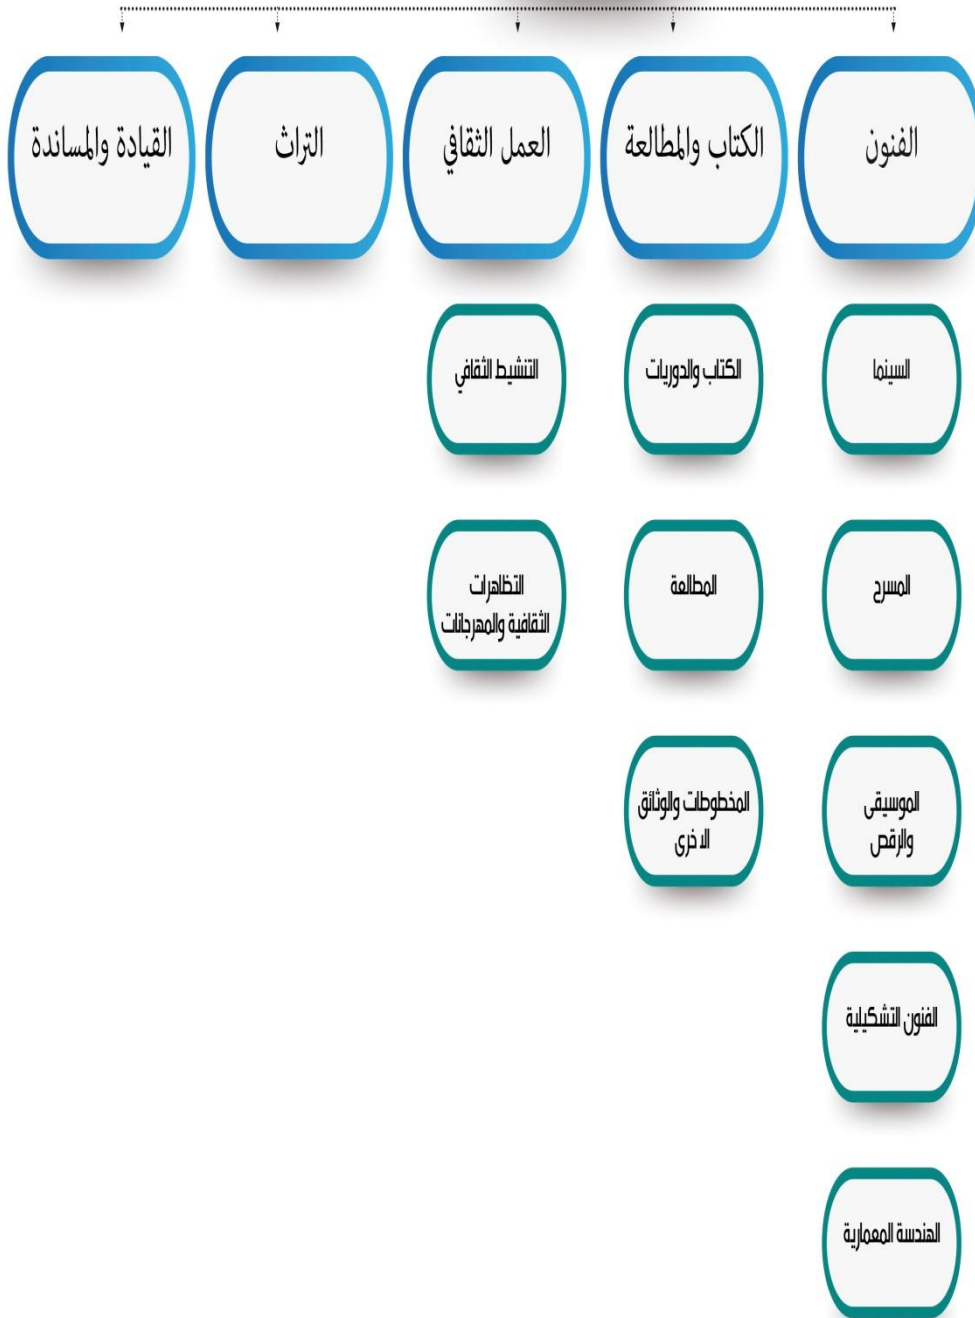 الفنون
الكتاب والمطالعة
العمل الثقافي
التراث
القيادة والمساندة
السينما
الكتاب والدوريات
التنشيط الثقافي
المسرح
المطالعة
التظاهرات
الثقافية والمهرجانات
الموسيقى
والرقص
المخطوطات والوثائق
الاخرى
الفنون التشكيلية
الهندسة المعمارية